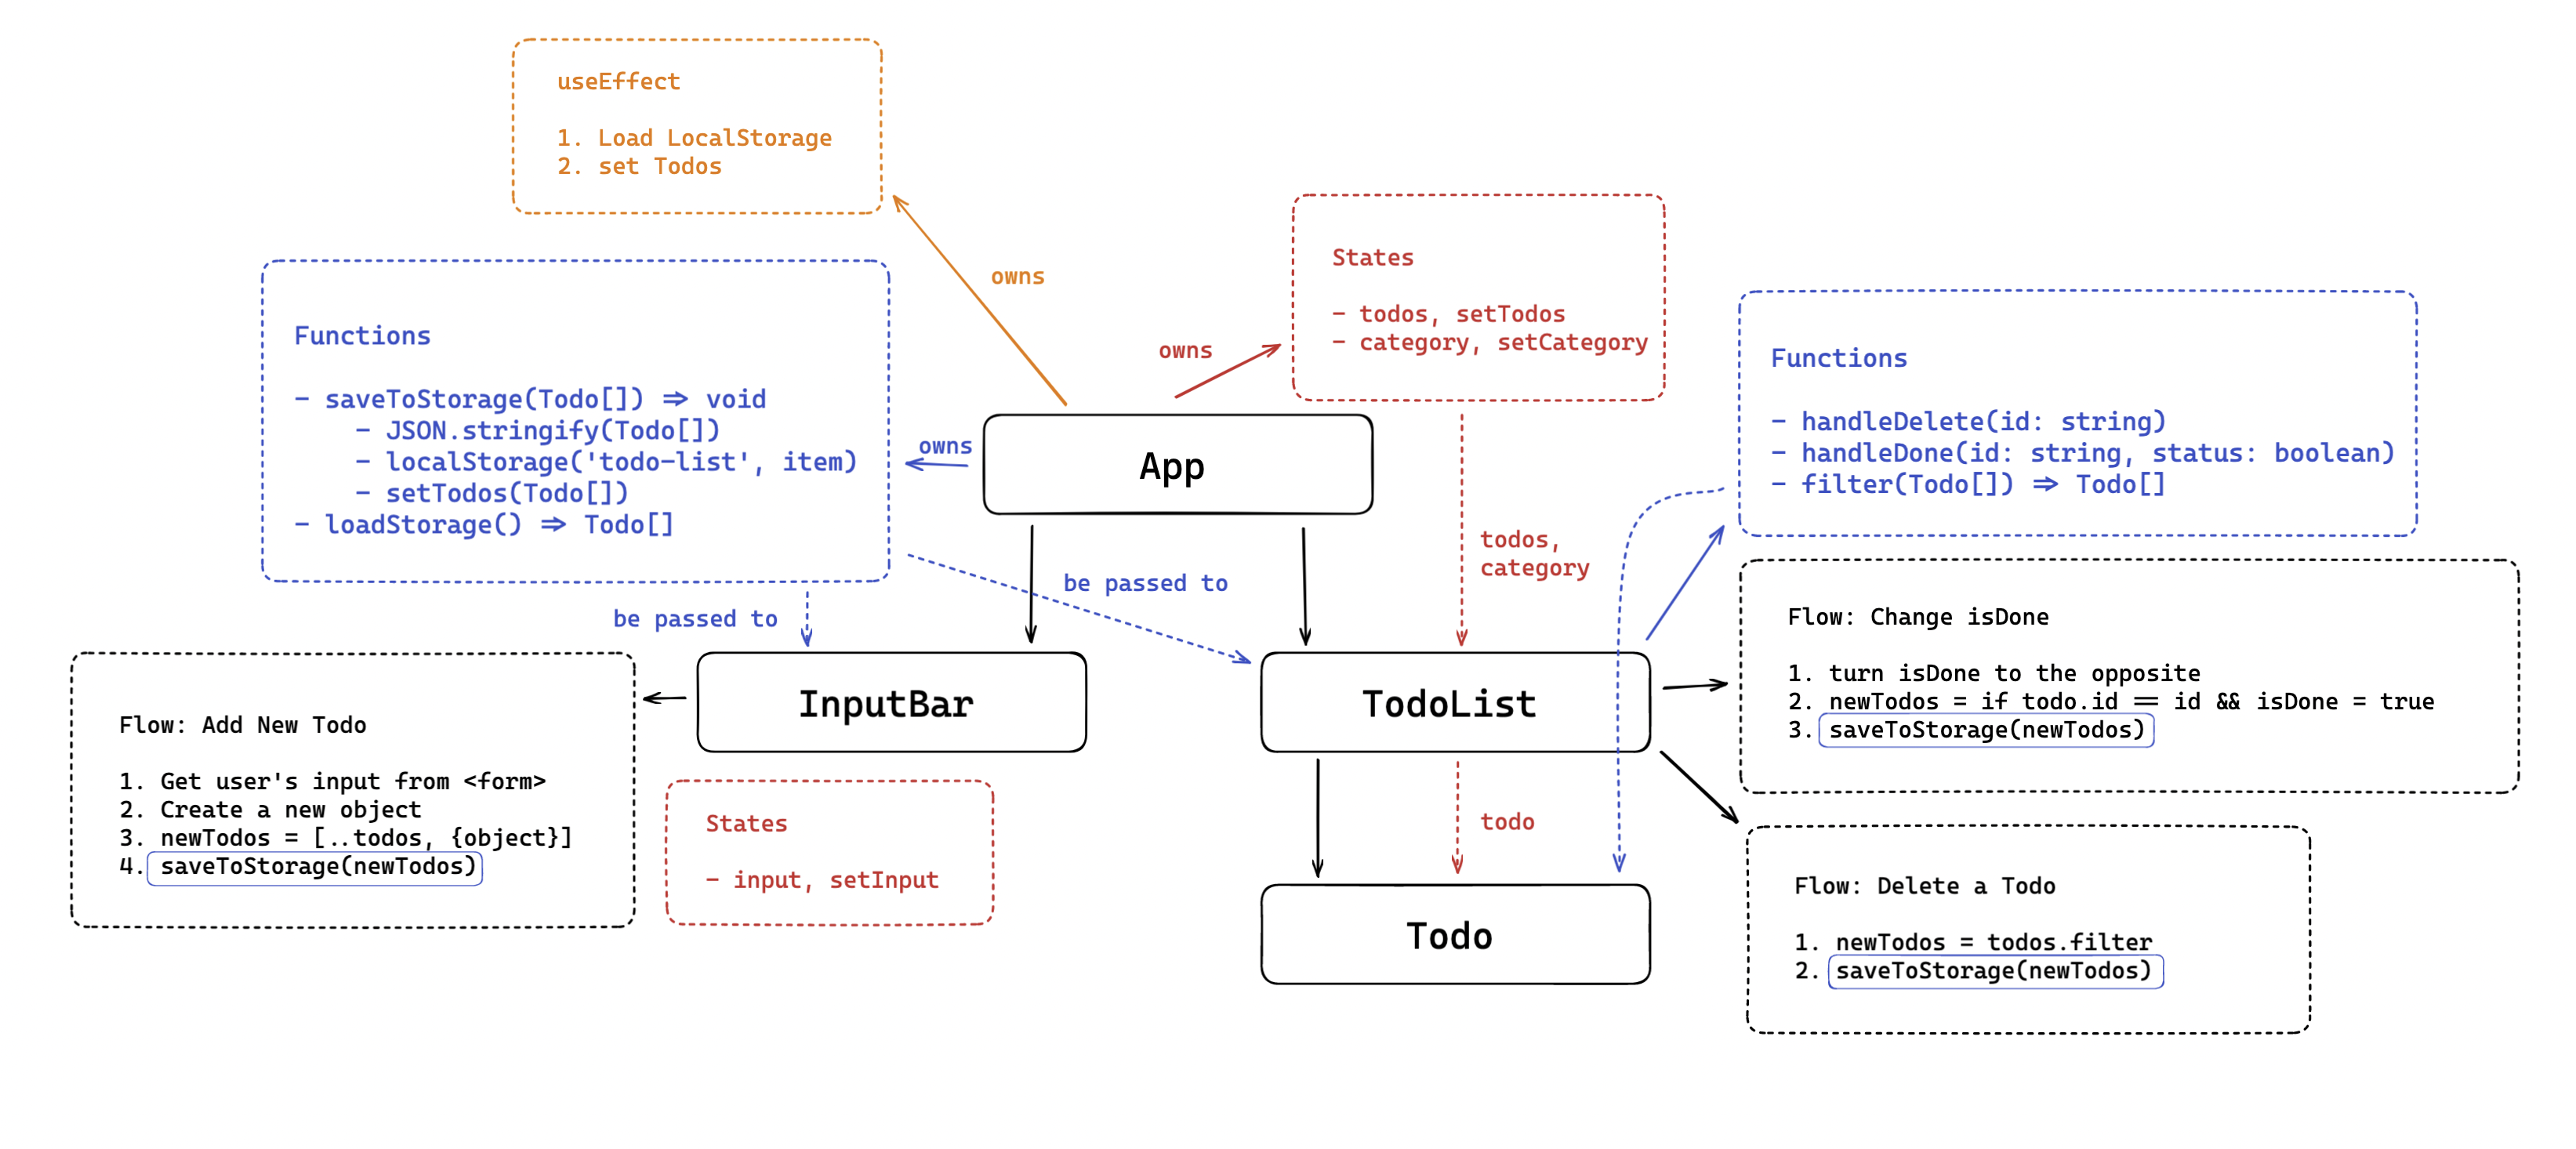 useEffect
1. Load LocalStorage
2. set Todos
owns
States
- todos, setTodos
- category, setCategory
owns
Functions
- saveToStorage(Todo[]) => void
- JSON.stringify(Todo[])
- localStorage('todo-list', item)
- setTodos(Todo[])
- loadStorage() => Todo[]
owns
App
Functions
- handleDelete(id: string)
- handleDone(id: string, status: boolean)
- filter(Todo[]) => Todo[]
todos,
category
be passed to
be passed to
Flow: Change isDone
1. turn isDone to the opposite
2. newTodos = if todo.id == id && isDone = true
3. saveToStorage(newTodos)
InputBar
TodoList
Flow: Add New Todo
1. Get user's input from <form>
2. Create a new object
3. newTodos = [..todos, {object}]
4. saveToStorage(newTodos)
States
- input, setInput
todo
Todo
Flow: Delete a Todo
1. newTodos = todos.filter
2. saveToStorage(newTodos)